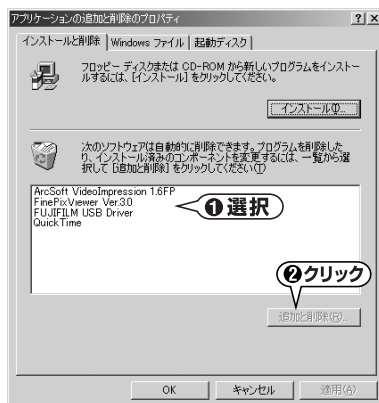 アプリケーションの追加と削除のプロパティ
? ×
インストールと削除 Windows ファイル 起動ディスク
フロッピー ディスクまたは CD-ROM から新しいプログラムをインストー
ルするには、[インストール] をクリックしてください。
インストール(I)...
次のソフトウェアは自動的に削除できます。プログラムを削除した
り、インストール済みのコンポーネントを変更するには、一覧から選
択して [追加と削除] をクリックしてください(T)
ArcSoft VideoImpression 1.6FP
FinePixViewer Ver.3.0
FUJIFILM USB Driver
QuickTime
❶選択
❷クリック
追加と削除(R)...
OK キャンセル 適用(A)